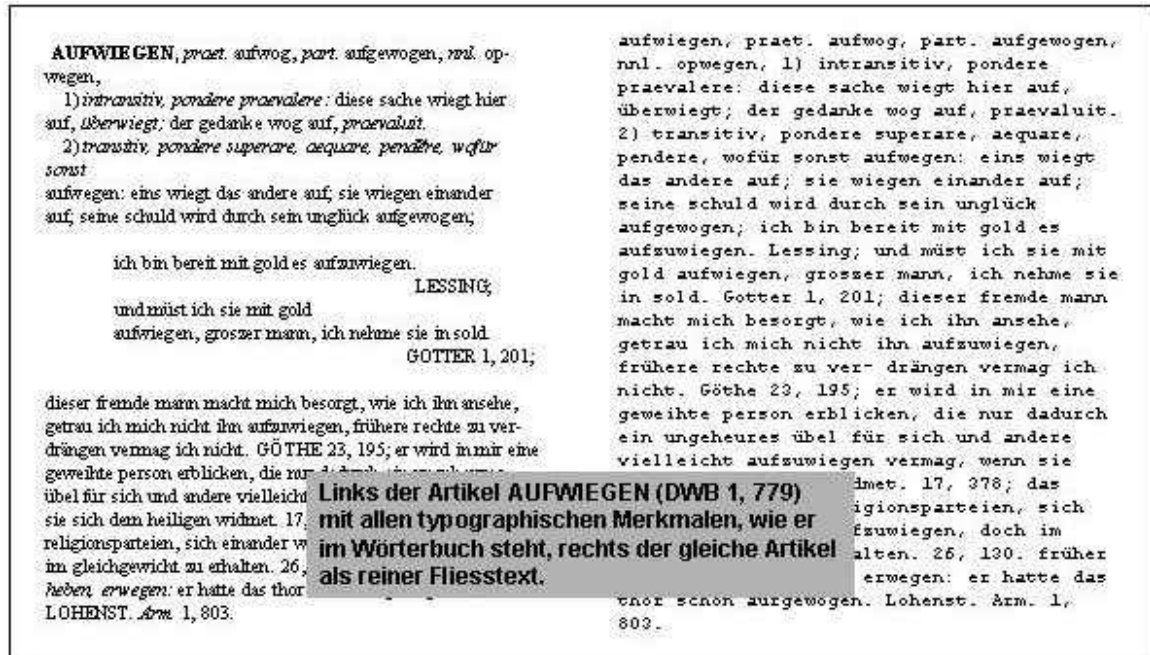 AUFWIEGEN, praet. aufwog, part. aufgewogen, nnl. op-
wegen,
1) intransitiv, pondere praevalere: diese sache wiegt hier
auf, überwiegt; der gedanke wog auf, praevaluit.
2) transitiv, pondere superare, aequare, pendēre, wofür
sonst
aufwegen: eins wiegt das andere auf; sie wiegen einander
auf; seine schuld wird durch sein unglück aufgewogen;
ich bin bereit mit gold es aufzuwiegen.
LESSING;
und müst ich sie mit gold
aufwiegen, groszer mann, ich nehme sie in sold.
GOTTER 1, 201;
dieser fremde mann macht mich besorgt, wie ich ihn ansehe,
getrau ich mich nicht ihn aufzuwiegen, frühere rechte zu ver-
drängen vermag ich nicht. GÖTHE 23, 195; er wird in mir eine
geweihte person erblicken, die nur
übel für sich und andere vielleicht
sie sich dem heiligen widmet. 17,
religionsparteien, sich einander
im gleichgewicht zu erhalten. 26,
heben, erwegen: er hatte das thor
LOHENST. Arm. 1, 803.
aufwiegen, praet. aufwog, part. aufgewogen,
nnl. opwegen, 1) intransitiv, pondere
praevalere: diese sache wiegt hier auf,
überwiegt; der gedanke wog auf, praevaluit.
2) transitiv, pondere superare, aequare,
pendere, wofür sonst aufwegen: eins wiegt
das andere auf; sie wiegen einander auf;
seine schuld wird durch sein unglück
aufgewogen; ich bin bereit mit gold es
aufzuwiegen. Lessing; und müst ich sie mit
gold aufwiegen, grosser mann, ich nehme sie
in sold. Gotter 1, 201; dieser fremde mann
macht mich besorgt, wie ich ihn ansehe,
getrau ich mich nicht ihn aufzuwiegen,
frühere rechte zu ver- drängen vermag ich
nicht. Göthe 23, 195; er wird in mir eine
geweihte person erblicken, die nur dadurch
ein ungeheures übel für sich und andere
vielleicht aufzuwiegen vermag, wenn sie
dmet. 17, 378; das
igionsparteien, sich
fzuwiegen, doch im
alten. 26, 130. früher
erwegen: er hatte das
thor schon aufgewogen. Lohenst. Arm. 1,
803.
Links der Artikel AUFWIEGEN (DWB 1, 779)
mit allen typographischen Merkmalen, wie er
im Wörterbuch steht, rechts der gleiche Artikel
als reiner Fliesstext.